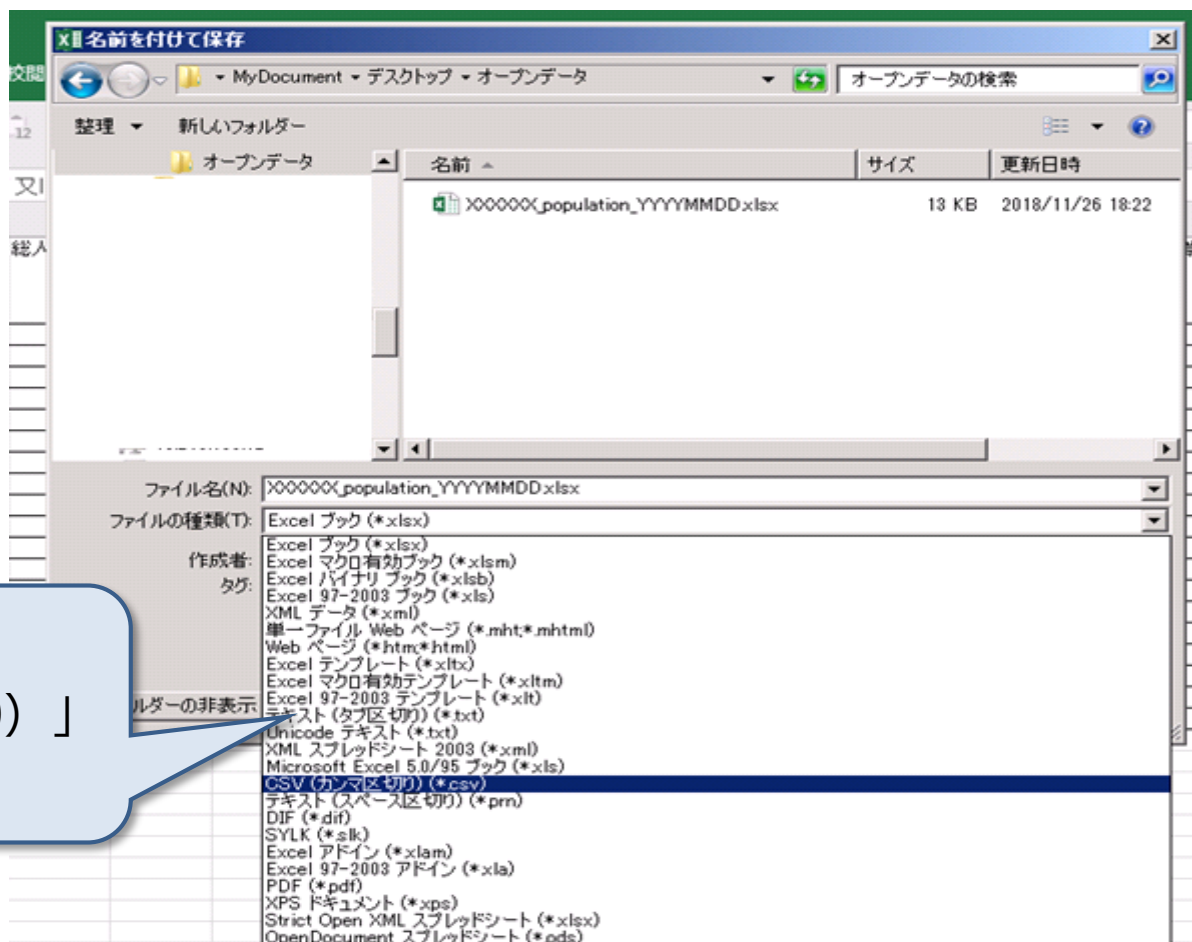 名前を付けて保存
校閲
MyDocument デスクトップ オープンデータ
オープンデータの検索
12
整理 新しいフォルダー
オープンデータ
名前 サイズ 更新日時
又は
XXXXXX_population_YYYYMMDD.xlsx 13 KB 2018/11/26 18:22
総人
ファイル名(N): XXXXXX_population_YYYYMMDD.xlsx
ファイルの種類(T): Excel ブック (*.xlsx)
作成者:
タグ:
Excel ブック (*.xlsx)
Excel マクロ有効ブック (*.xlsm)
Excel バイナリ ブック (*.xlsb)
Excel 97-2003 ブック (*.xls)
XML データ (*.xml)
単一ファイル Web ページ (*.mht;*.mhtml)
Web ページ (*.htm;*.html)
Excel テンプレート (*.xltx)
Excel マクロ有効テンプレート (*.xltm)
Excel 97-2003 テンプレート (*.xlt)
テキスト (タブ区切り) (*.txt)
Unicode テキスト (*.txt)
XML スプレッドシート 2003 (*.xml)
Microsoft Excel 5.0/95 ブック (*.xls)
CSV (カンマ区切り) (*.csv)
テキスト (スペース区切り) (*.prn)
DIF (*.dif)
SYLK (*.slk)
Excel アドイン (*.xlam)
Excel 97-2003 アドイン (*.xla)
PDF (*.pdf)
XPS ドキュメント (*.xps)
Strict Open XML スプレッドシート (*.xlsx)
OpenDocument スプレッドシート (*.ods)
ルダーの非表示
) 」